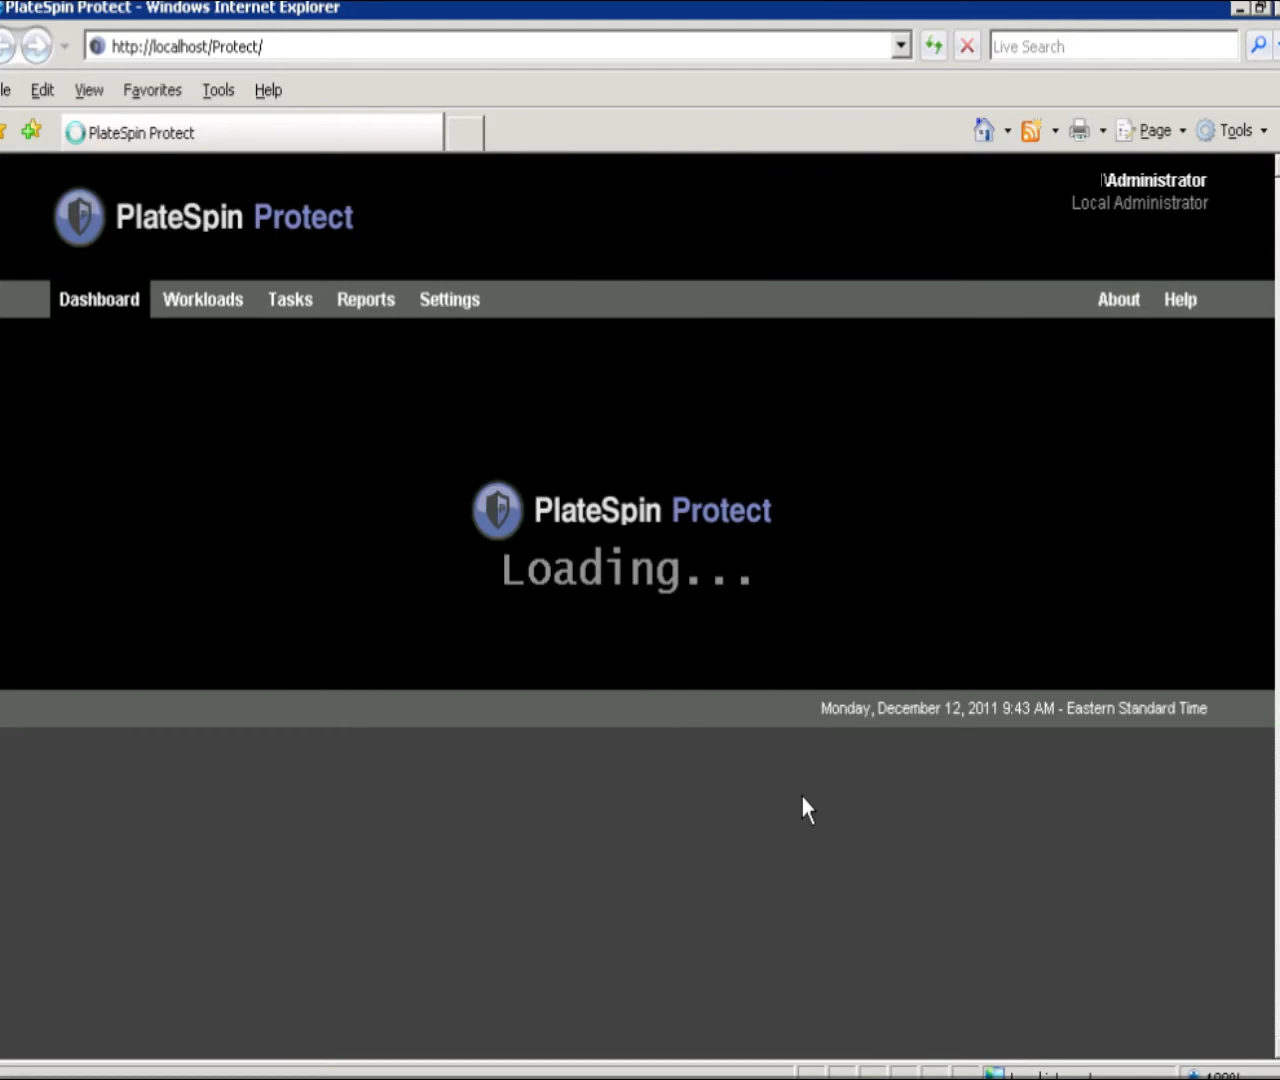 PlateSpin Protect - Windows Internet Explorer
http://localhost/Protect/
Live Search
Edit View Favorites Tools Help
PlateSpin Protect
Page Tools
\Administrator
Local Administrator
PlateSpin Protect
Dashboard Workloads Tasks Reports Settings About Help
PlateSpin Protect
Loading...
Monday, December 12, 2011 9:43 AM - Eastern Standard Time